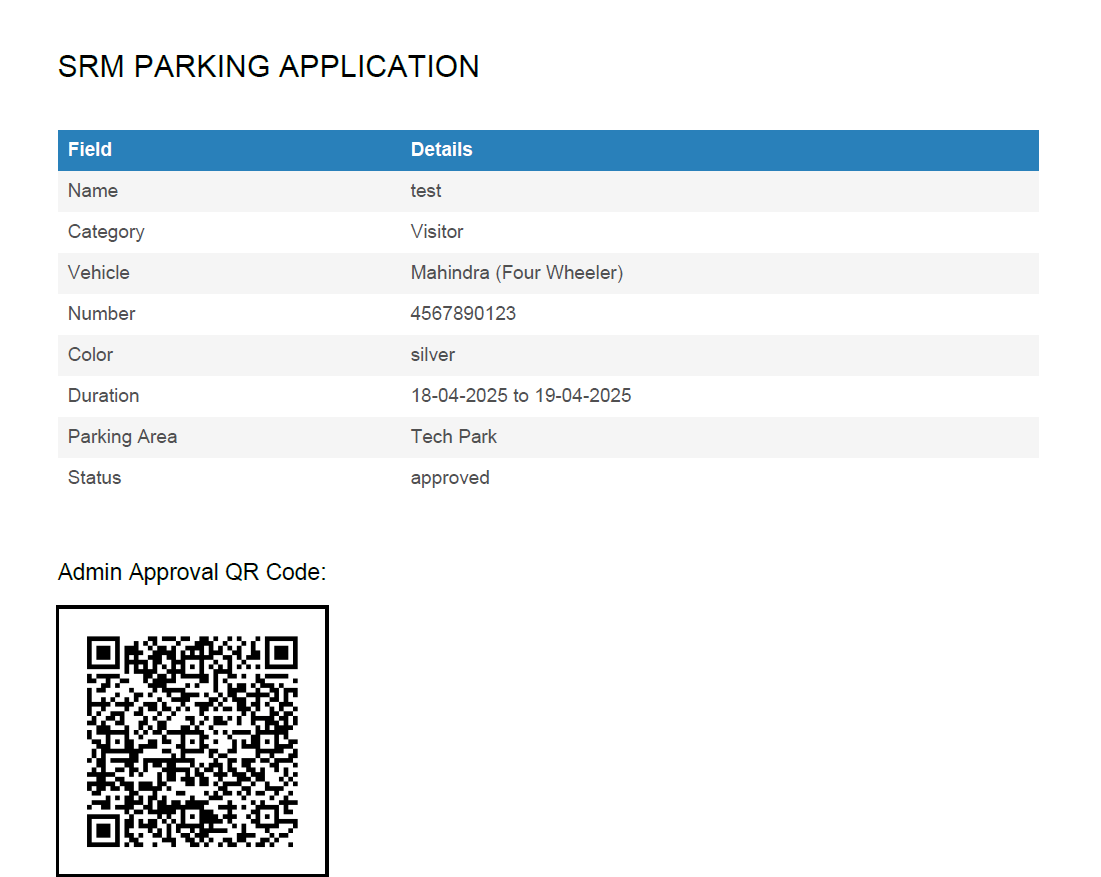 SRM PARKING APPLICATION
Field Details
Name test
Category Visitor
Vehicle Mahindra (Four Wheeler)
Number 4567890123
Color silver
Duration 18-04-2025 to 19-04-2025
Parking Area Tech Park
Status approved
Admin Approval QR Code: